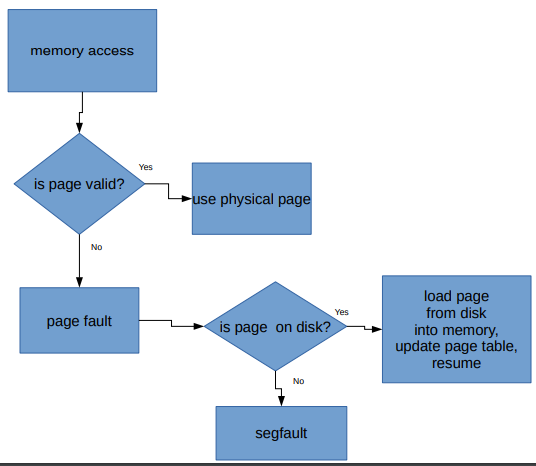 memory access
is page valid?
Yes
use physical page
No
page fault
is page on disk?
Yes
load page
from disk
into memory,
update page table,
resume
No
segfault